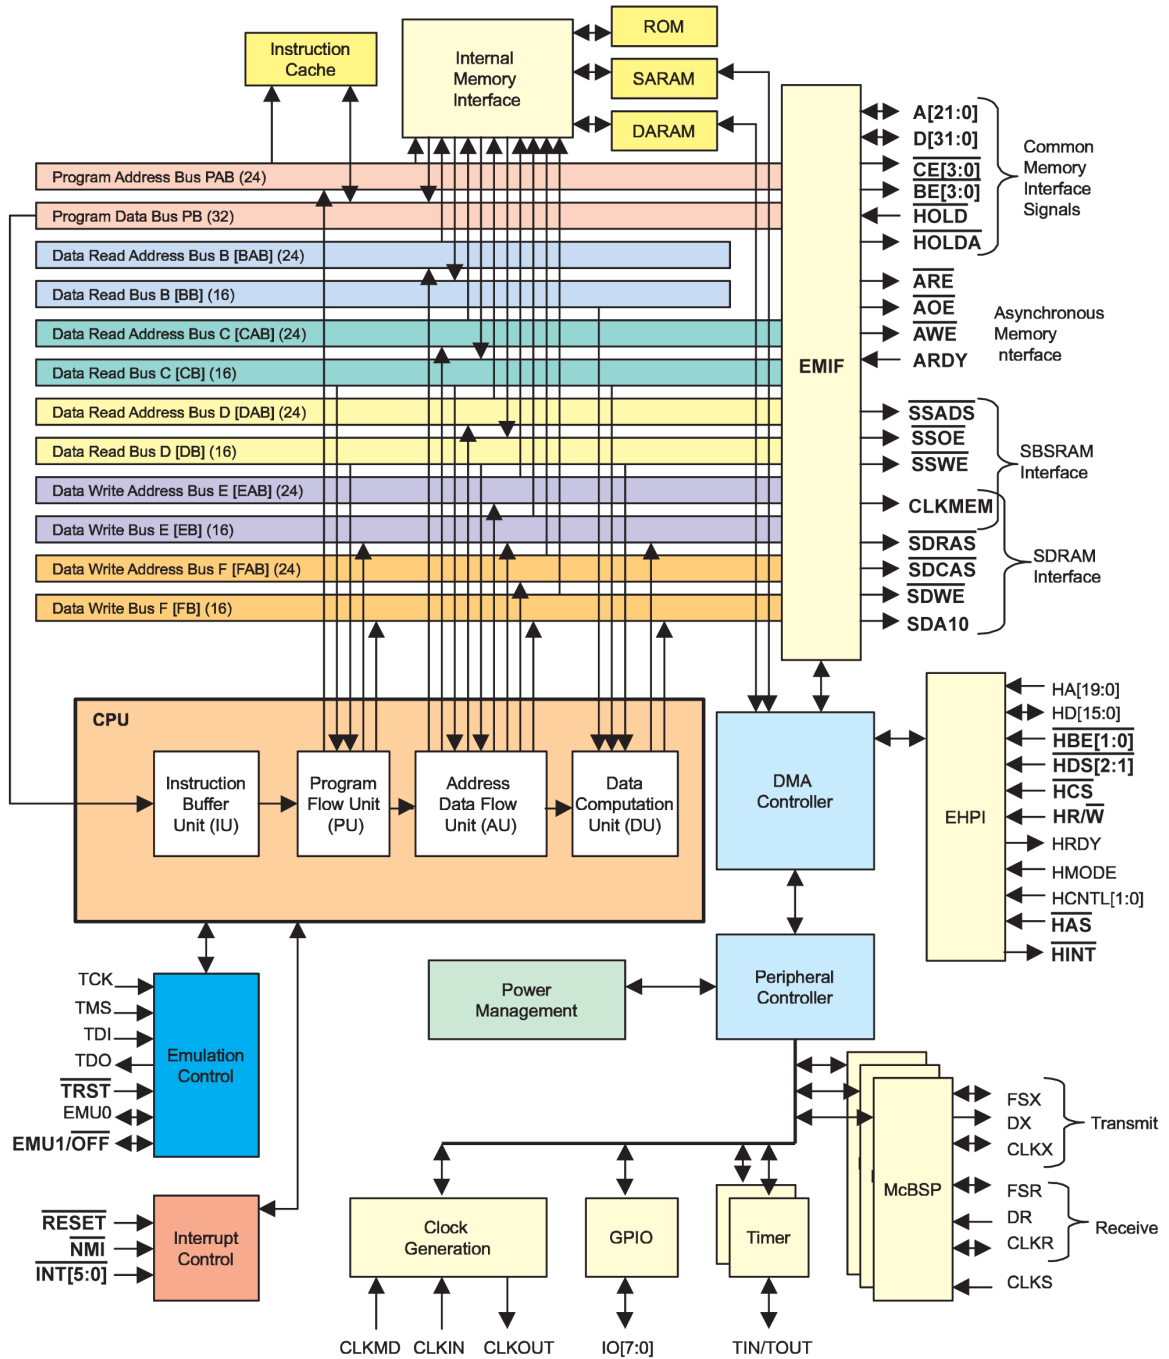 Instruction
Cache
Internal
Memory
Interface
ROM
SARAM
DARAM
Program Address Bus PAB (24)
Program Data Bus PB (32)
Data Read Address Bus B [BAB] (24)
Data Read Bus B [BB] (16)
Data Read Address Bus C [CAB] (24)
Data Read Bus C [CB] (16)
Data Read Address Bus D [DAB] (24)
Data Read Bus D [DB] (16)
Data Write Address Bus E [EAB] (24)
Data Write Bus E [EB] (16)
Data Write Address Bus F [FAB] (24)
Data Write Bus F [FB] (16)
EMIF
A[21:0]
D[31:0]
CE[3:0]
BE[3:0]
HOLD
HOLDA
Common
Memory
Interface
Signals
ARE
AOE
AWE
ARDY
Asynchronous
Memory
nterface
SSADS
SSOE
SSWE
CLKMEM
SBSRAM
Interface
SDRAS
SDCAS
SDWE
SDA10
SDRAM
Interface
CPU
Instruction
Buffer
Unit (IU)
Program
Flow Unit
(PU)
Address
Data Flow
Unit (AU)
Data
Computation
Unit (DU)
DMA
Controller
EHPI
HA[19:0]
HD[15:0]
HBE[1:0]
HDS[2:1]
HCS
HR/W
HRDY
HMODE
HCNTL[1:0]
HAS
HINT
Peripheral
Controller
Power
Management
TCK
TMS
TDI
TDO
TRST
EMU0
EMU1/OFF
Emulation
Control
RESET
NMI
INT[5:0]
Interrupt
Control
Clock
Generation
GPIO
Timer
McBSP
FSX
DX
CLKX
Transmit
FSR
DR
CLKR
Receive
CLKS
CLKMD
CLKIN
CLKOUT
IO[7:0]
TIN/TOUT